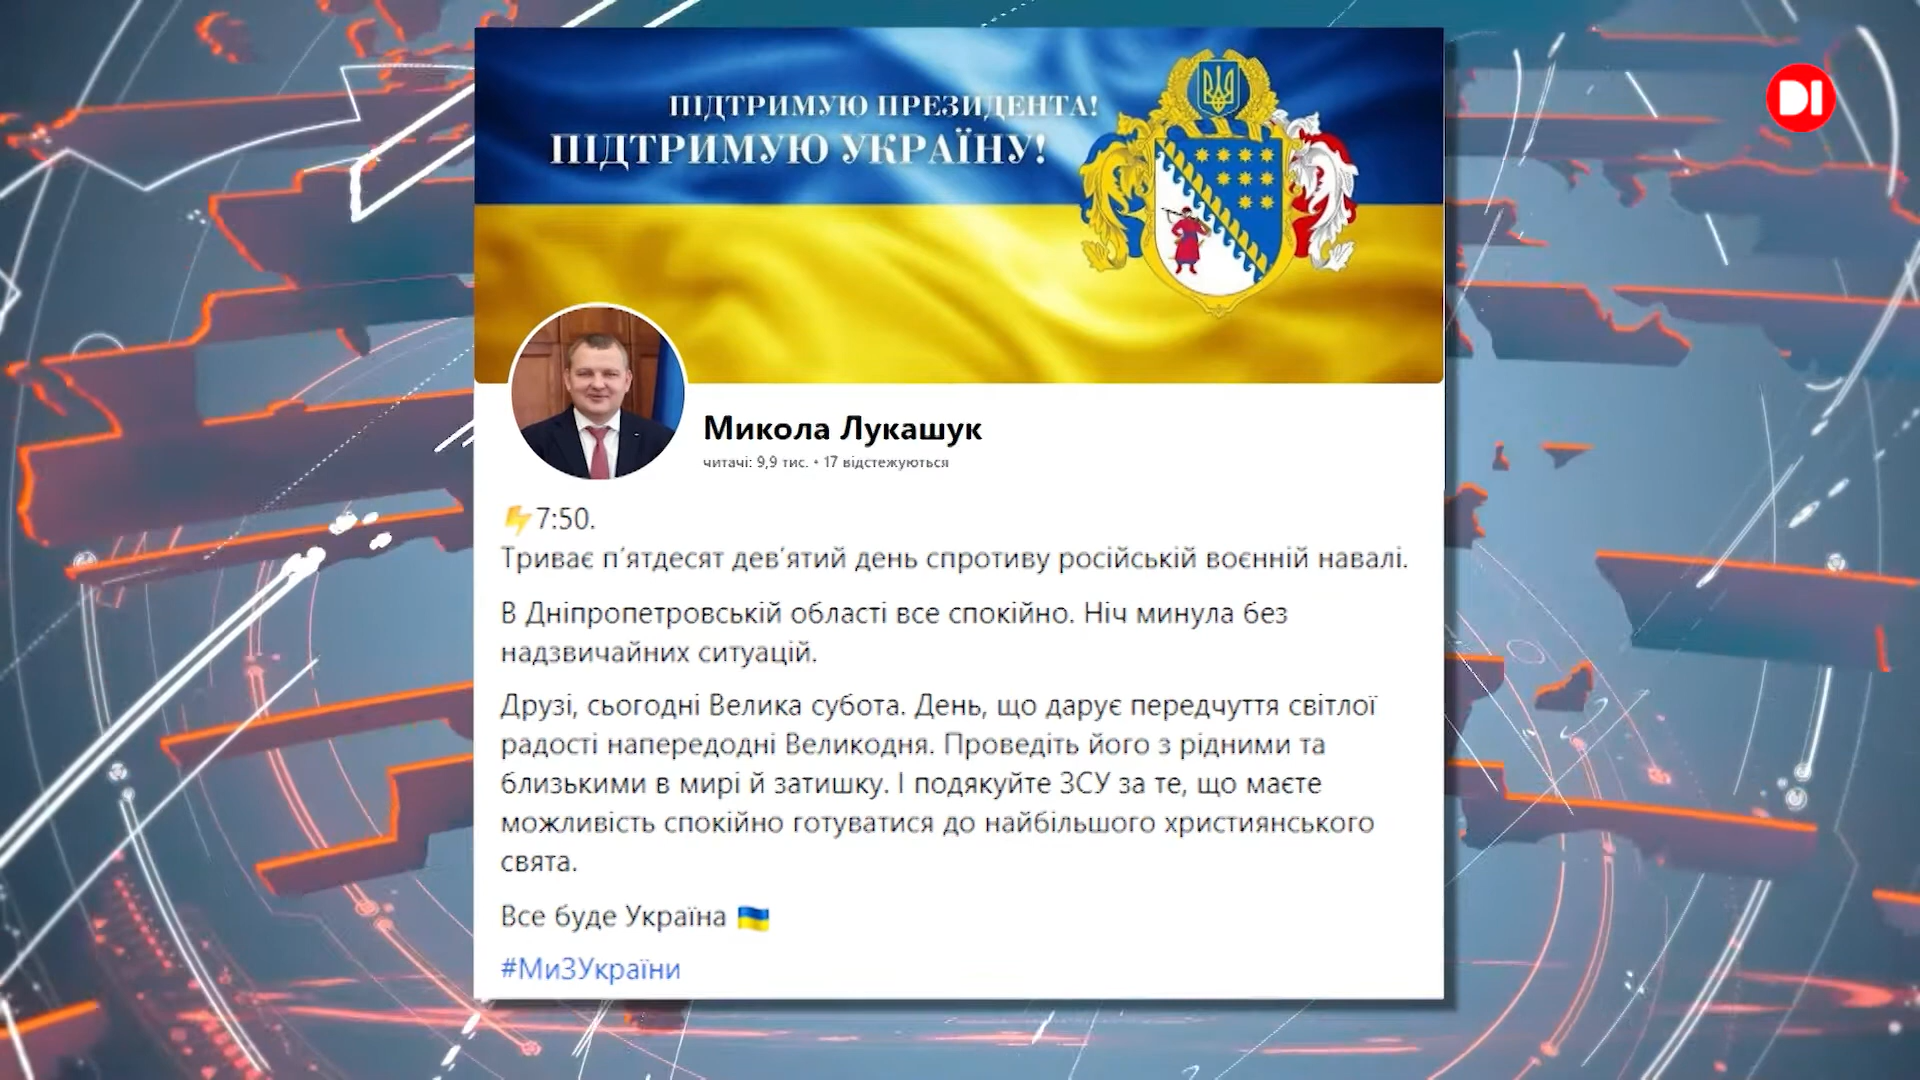 ПІДТРИМУЮ ПРЕЗИДЕНТА!
ПІДТРИМУЮ УКРАЇНУ!
DI
Микола Лукашук
читачі: 9,9 тис. • 17 відстежуються
⚡7:50.
Триває п’ятдесят дев’ятий день спротиву російській воєнній навалі.
В Дніпропетровській області все спокійно. Ніч минула без
надзвичайних ситуацій.
Друзі, сьогодні Велика субота. День, що дарує передчуття світлої
радості напередодні Великодня. Проведіть його з рідними та
близькими в мирі й затишку. І подякуйте ЗСУ за те, що маєте
можливість спокійно готуватися до найбільшого християнського
свята.
Все буде Україна 🇺🇦
#МиЗУкраїни